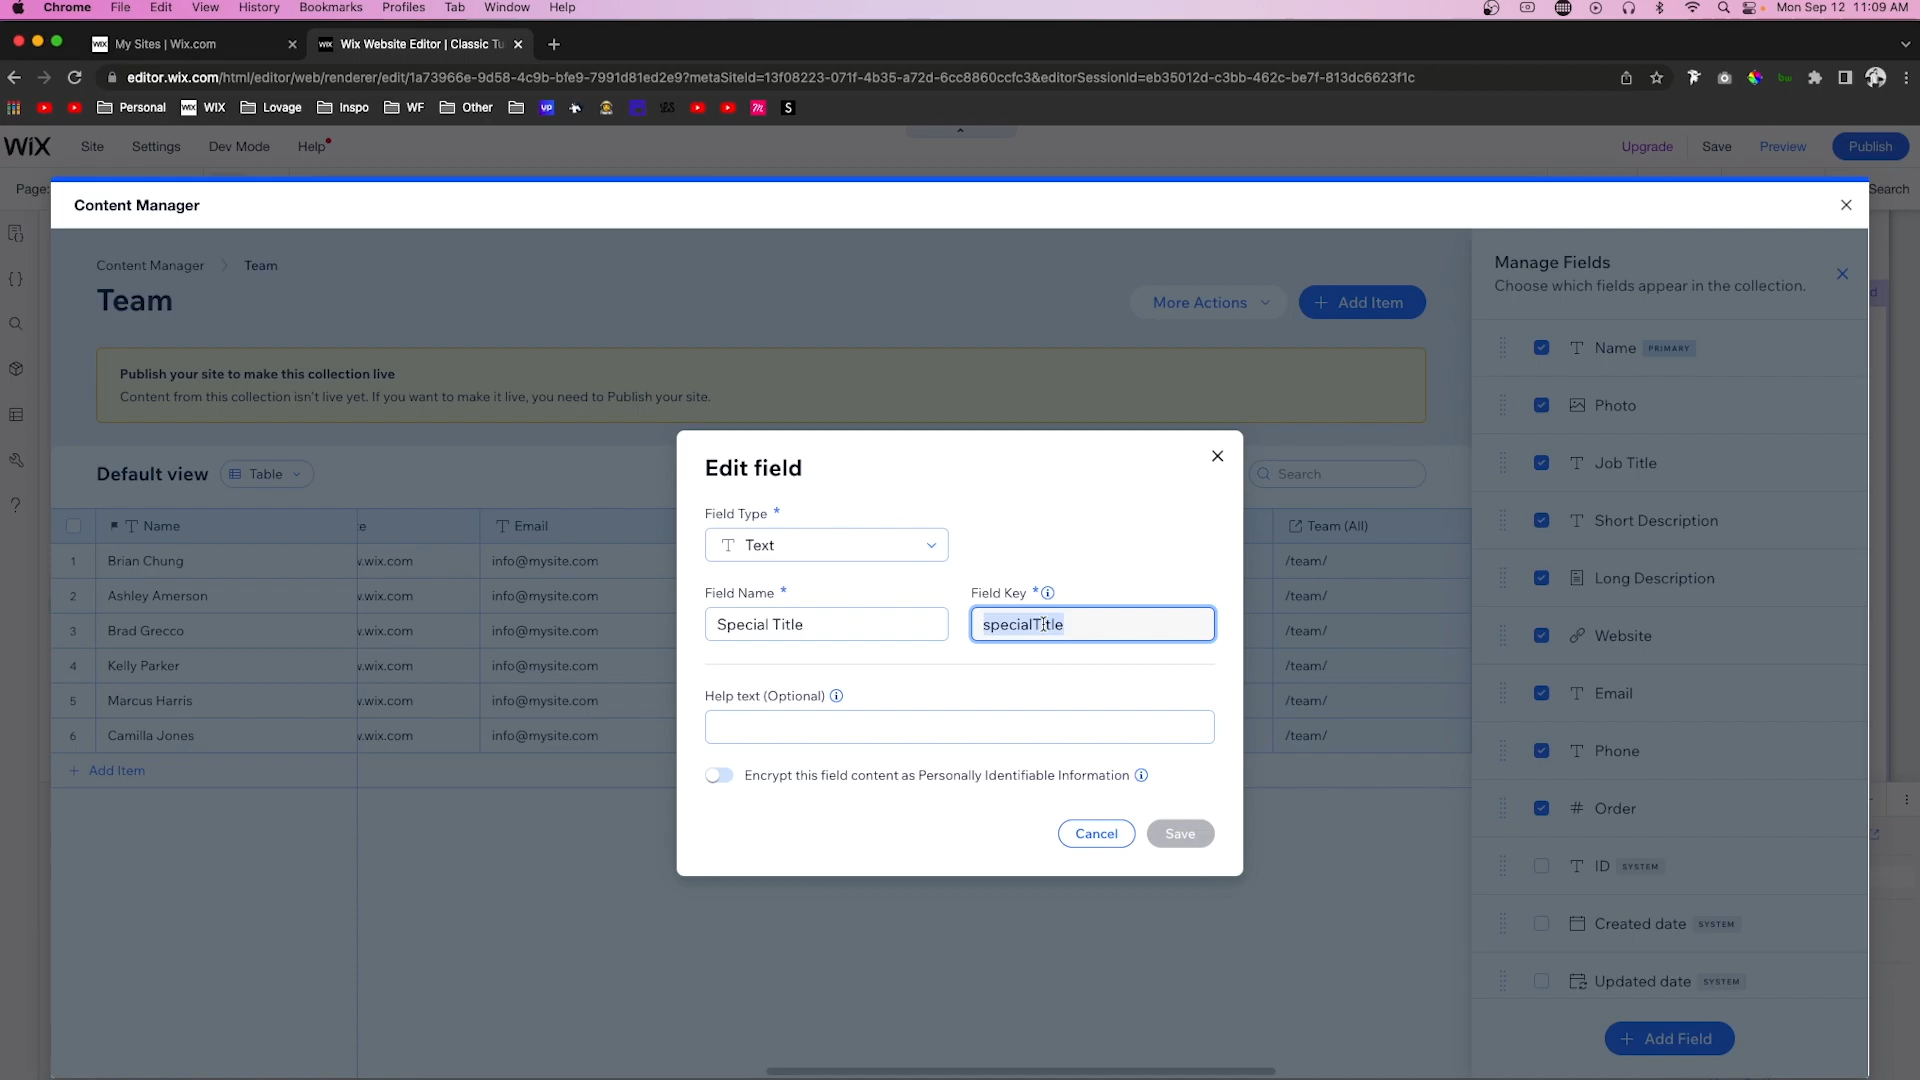 Chrome File Edit View History Bookmarks Profiles Tab Window Help Mon Sep 12 11:09 AM
WIX My Sites | Wix.com WIX Wix Website Editor | Classic Tu
editor.wix.com/html/editor/web/renderer/edit/1a73966e-9d58-4c9b-bfe9-7991d81ed2e9?metaSiteId=13f08223-071f-4b35-a72d-6cc8860ccfc3&editorSessionId=eb35012d-c3bb-462c-be7f-813dc6623f1c
Personal WIX WIX Lovage Inspo WF Other up m S
WiX Site Settings Dev Mode Help Upgrade Save Preview Publish
Page: Search
Content Manager
Content Manager Team
Team
More Actions
+ Add Item
Publish your site to make this collection live
Content from this collection isn't live yet. If you want to make it live, you need to Publish your site.
Default view Table Search
Name e Email Team (All)
1 Brian Chung v.wix.com info@mysite.com /team/
2 Ashley Amerson v.wix.com info@mysite.com /team/
3 Brad Grecco v.wix.com info@mysite.com /team/
4 Kelly Parker v.wix.com info@mysite.com /team/
5 Marcus Harris v.wix.com info@mysite.com /team/
6 Camilla Jones v.wix.com info@mysite.com /team/
+ Add Item
Edit field
Field Type *
Text
Field Name * Field Key *
Special Title specialTitle
Help text (Optional)
Encrypt this field content as Personally Identifiable Information
Cancel Save
Manage Fields
Choose which fields appear in the collection.
Name PRIMARY
Photo
Job Title
Short Description
Long Description
Website
Email
Phone
Order
ID SYSTEM
Created date SYSTEM
Updated date SYSTEM
+ Add Field